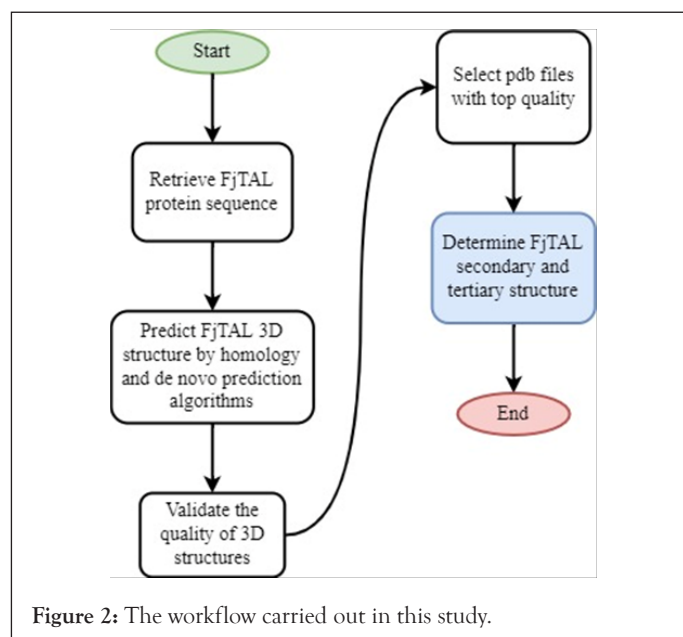 Start
Retrieve FjTAL
protein sequence
Predict FjTAL 3D
structure by homology
and de novo prediction
algorithms
Validate the
quality of 3D
structures
Select pdb files
with top quality
Determine FjTAL
secondary and
tertiary structure
End
Figure 2: The workflow carried out in this study.